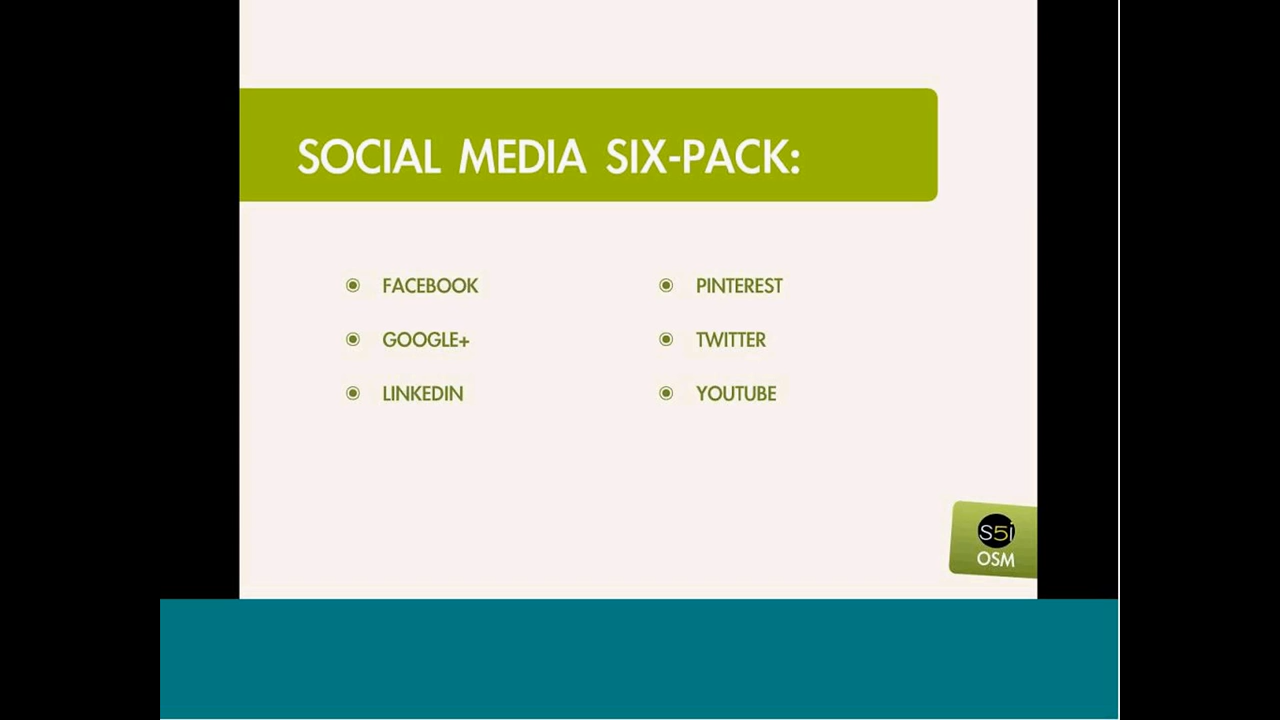 SOCIAL MEDIA SIX-PACK:
FACEBOOK
GOOGLE+
LINKEDIN
PINTEREST
TWITTER
YOUTUBE
S5i
OSM